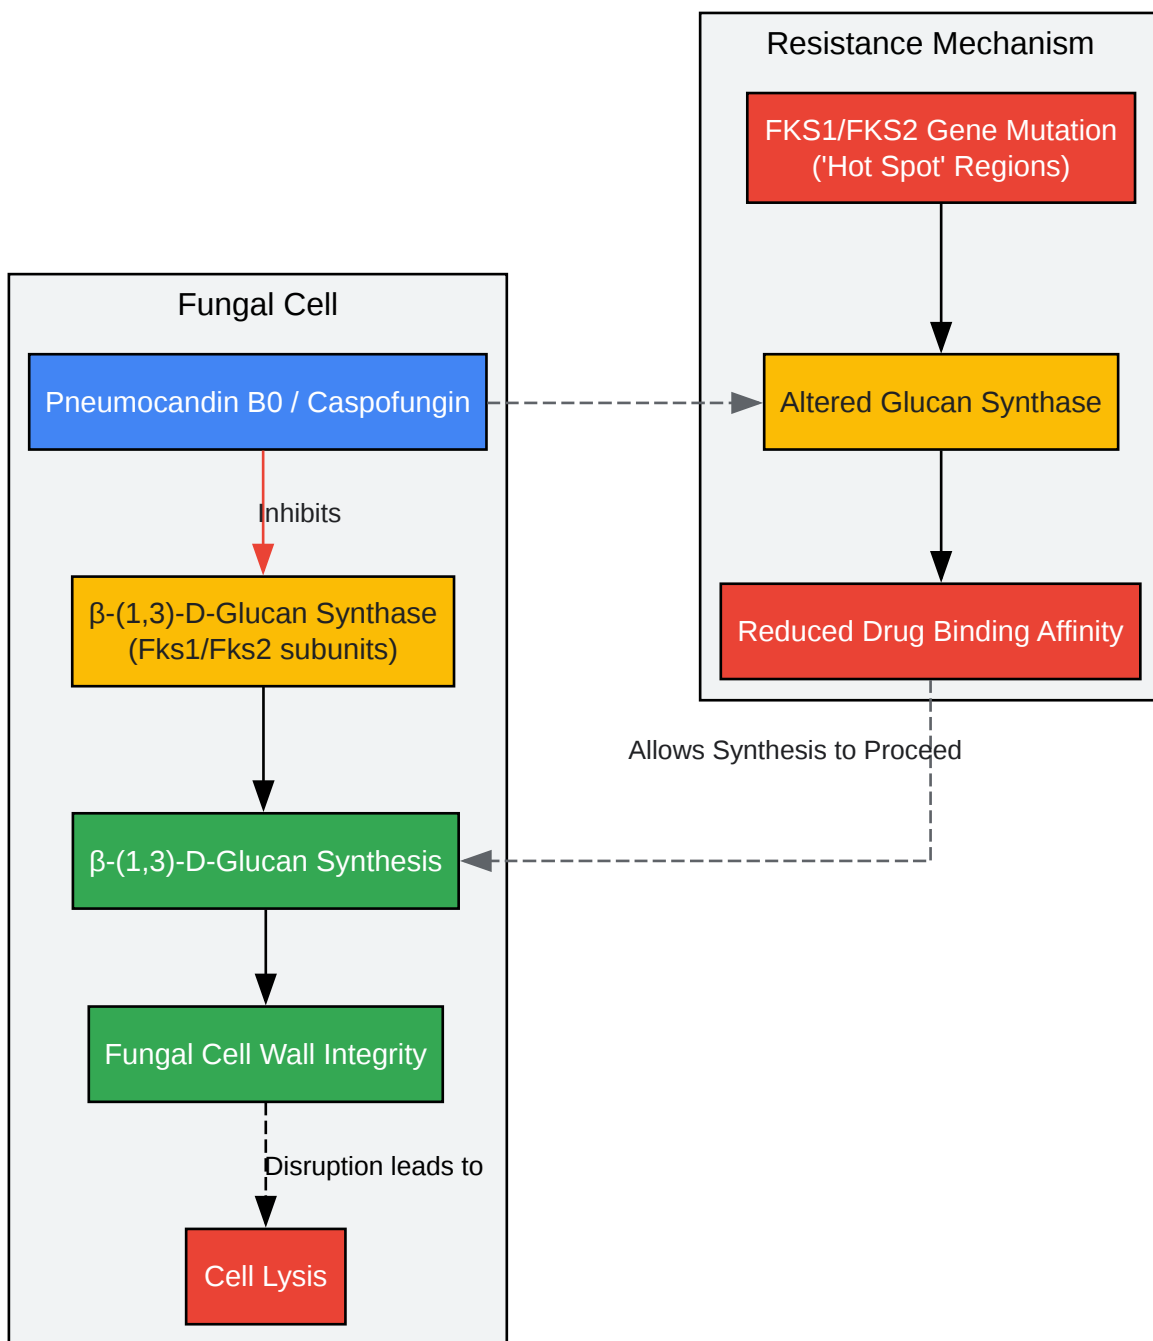 Resistance Mechanism
FKS1/FKS2 Gene Mutation
('Hot Spot' Regions)
Fungal Cell
Pneumocandin B0 / Caspofungin
Altered Glucan Synthase
Inhibits
β-(1,3)-D-Glucan Synthase
(Fks1/Fks2 subunits)
Reduced Drug Binding Affinity
Allows Synthesis to Proceed
β-(1,3)-D-Glucan Synthesis
Fungal Cell Wall Integrity
Disruption leads to
Cell Lysis